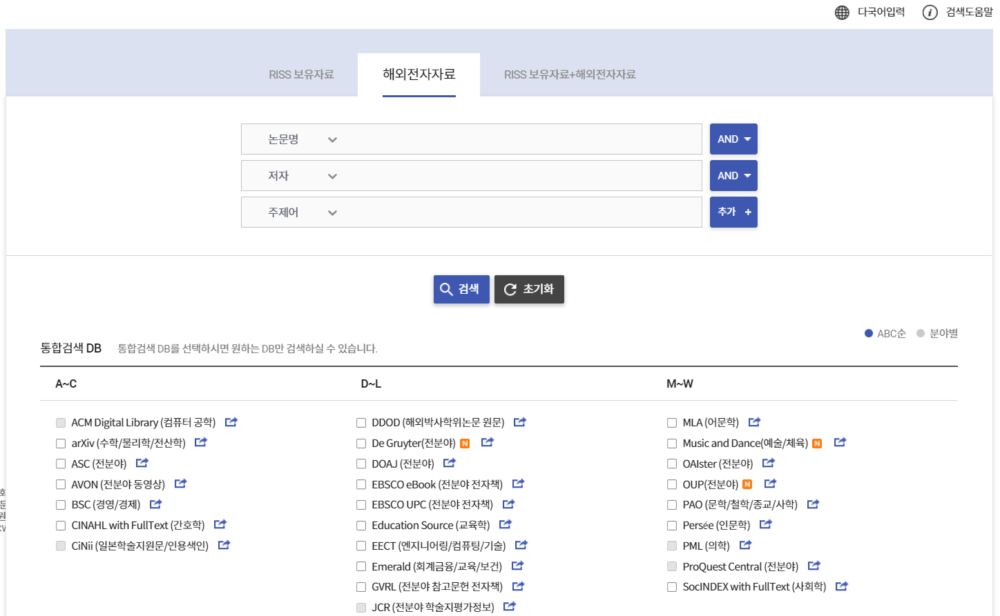 다국어입력 검색도움말
RISS 보유자료 해외전자자료 RISS 보유자료+해외전자자료
논문명 AND
저자 AND
주제어 추가 +
검색 초기화
ABC순 분야별
통합검색 DB 통합검색 DB를 선택하시면 원하는 DB만 검색하실 수 있습니다.
A~C D~L M~W
ACM Digital Library (컴퓨터 공학)
arXiv (수학/물리학/전산학)
ASC (전분야)
AVON (전분야 동영상)
BSC (경영/경제)
CINAHL with FullText (간호학)
CiNii (일본학술지원문/인용색인)
DDOD (해외박사학위논문 원문)
De Gruyter(전분야) N
DOAJ (전분야)
EBSCO eBook (전분야 전자책)
EBSCO UPC (전분야 전자책)
Education Source (교육학)
EECT (엔지니어링/컴퓨팅/기술)
Emerald (회계금융/교육/보건)
GVRL (전분야 참고문헌 전자책)
JCR (전분야 학술지평가정보)
MLA (어문학)
Music and Dance(예술/체육) N
OAIster (전분야)
OUP(전분야) N
PAO (문학/철학/종교/사학)
Persée (인문학)
PML (의학)
ProQuest Central (전분야)
SocINDEX with FullText (사회학)